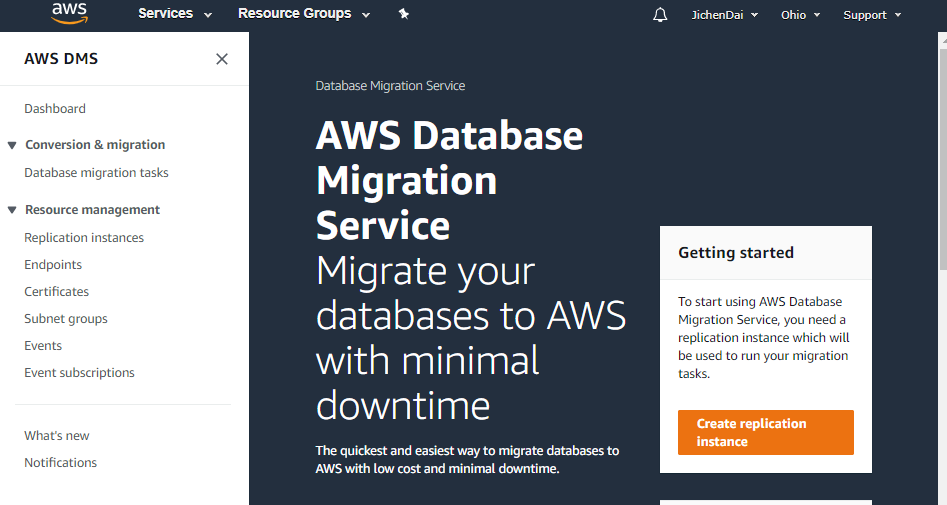 aws
Services
Resource Groups
JichenDai
Ohio
Support
AWS DMS
Dashboard
Conversion & migration
Database migration tasks
Resource management
Replication instances
Endpoints
Certificates
Subnet groups
Events
Event subscriptions
What's new
Notifications
Database Migration Service
AWS Database
Migration
Service
Migrate your
databases to AWS
with minimal
downtime
The quickest and easiest way to migrate databases to
AWS with low cost and minimal downtime.
Getting started
To start using AWS Database
Migration Service, you need a
replication instance which will
be used to run your migration
tasks.
Create replication
instance